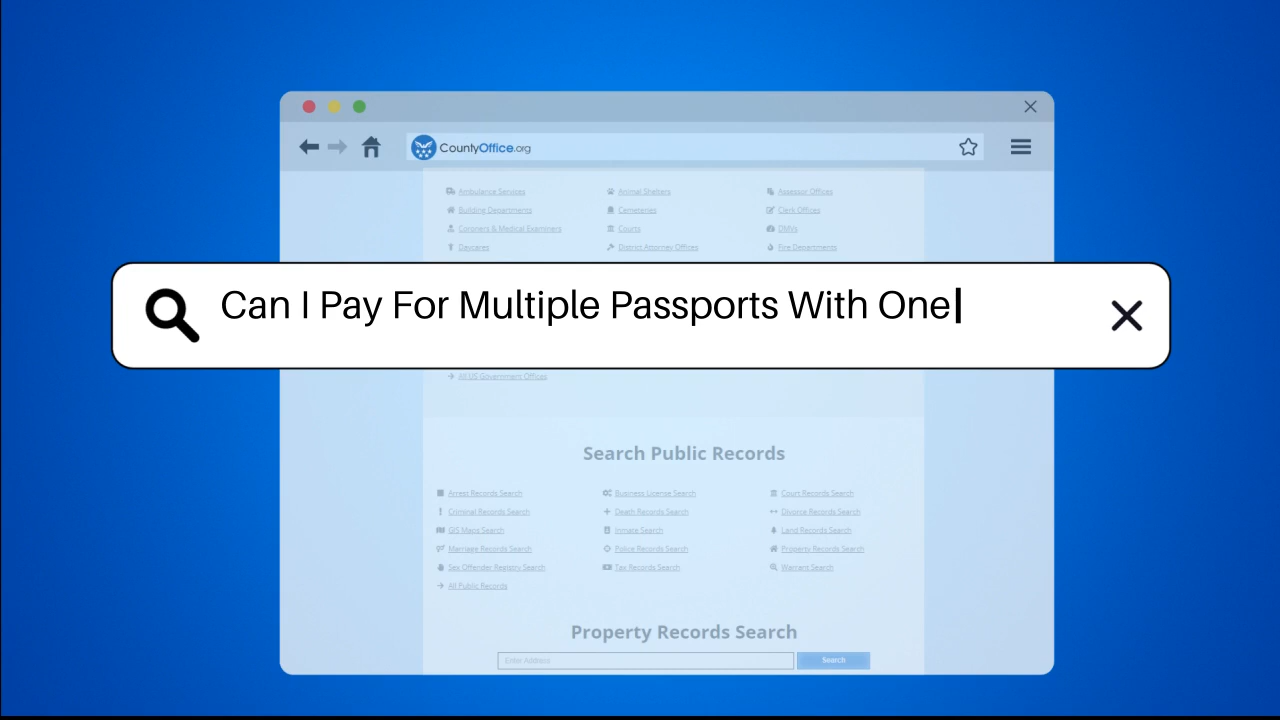 CountyOffice.org
Ambulance Services Animal Shelters Assessor Offices
Building Departments Cemeteries Clerk Offices
Coroners & Medical Examiners Courts DMVs
Daycares District Attorney Offices Fire Departments
Can I Pay For Multiple Passports With One
All US Government Offices
Search Public Records
Arrest Records Search Business License Search Court Records Search
Criminal Records Search Death Records Search Divorce Records Search
GIS Maps Search Inmate Search Land Records Search
Marriage Records Search Police Records Search Property Records Search
Sex Offender Registry Search Tax Records Search Warrant Search
All Public Records
Property Records Search
Enter Address Search